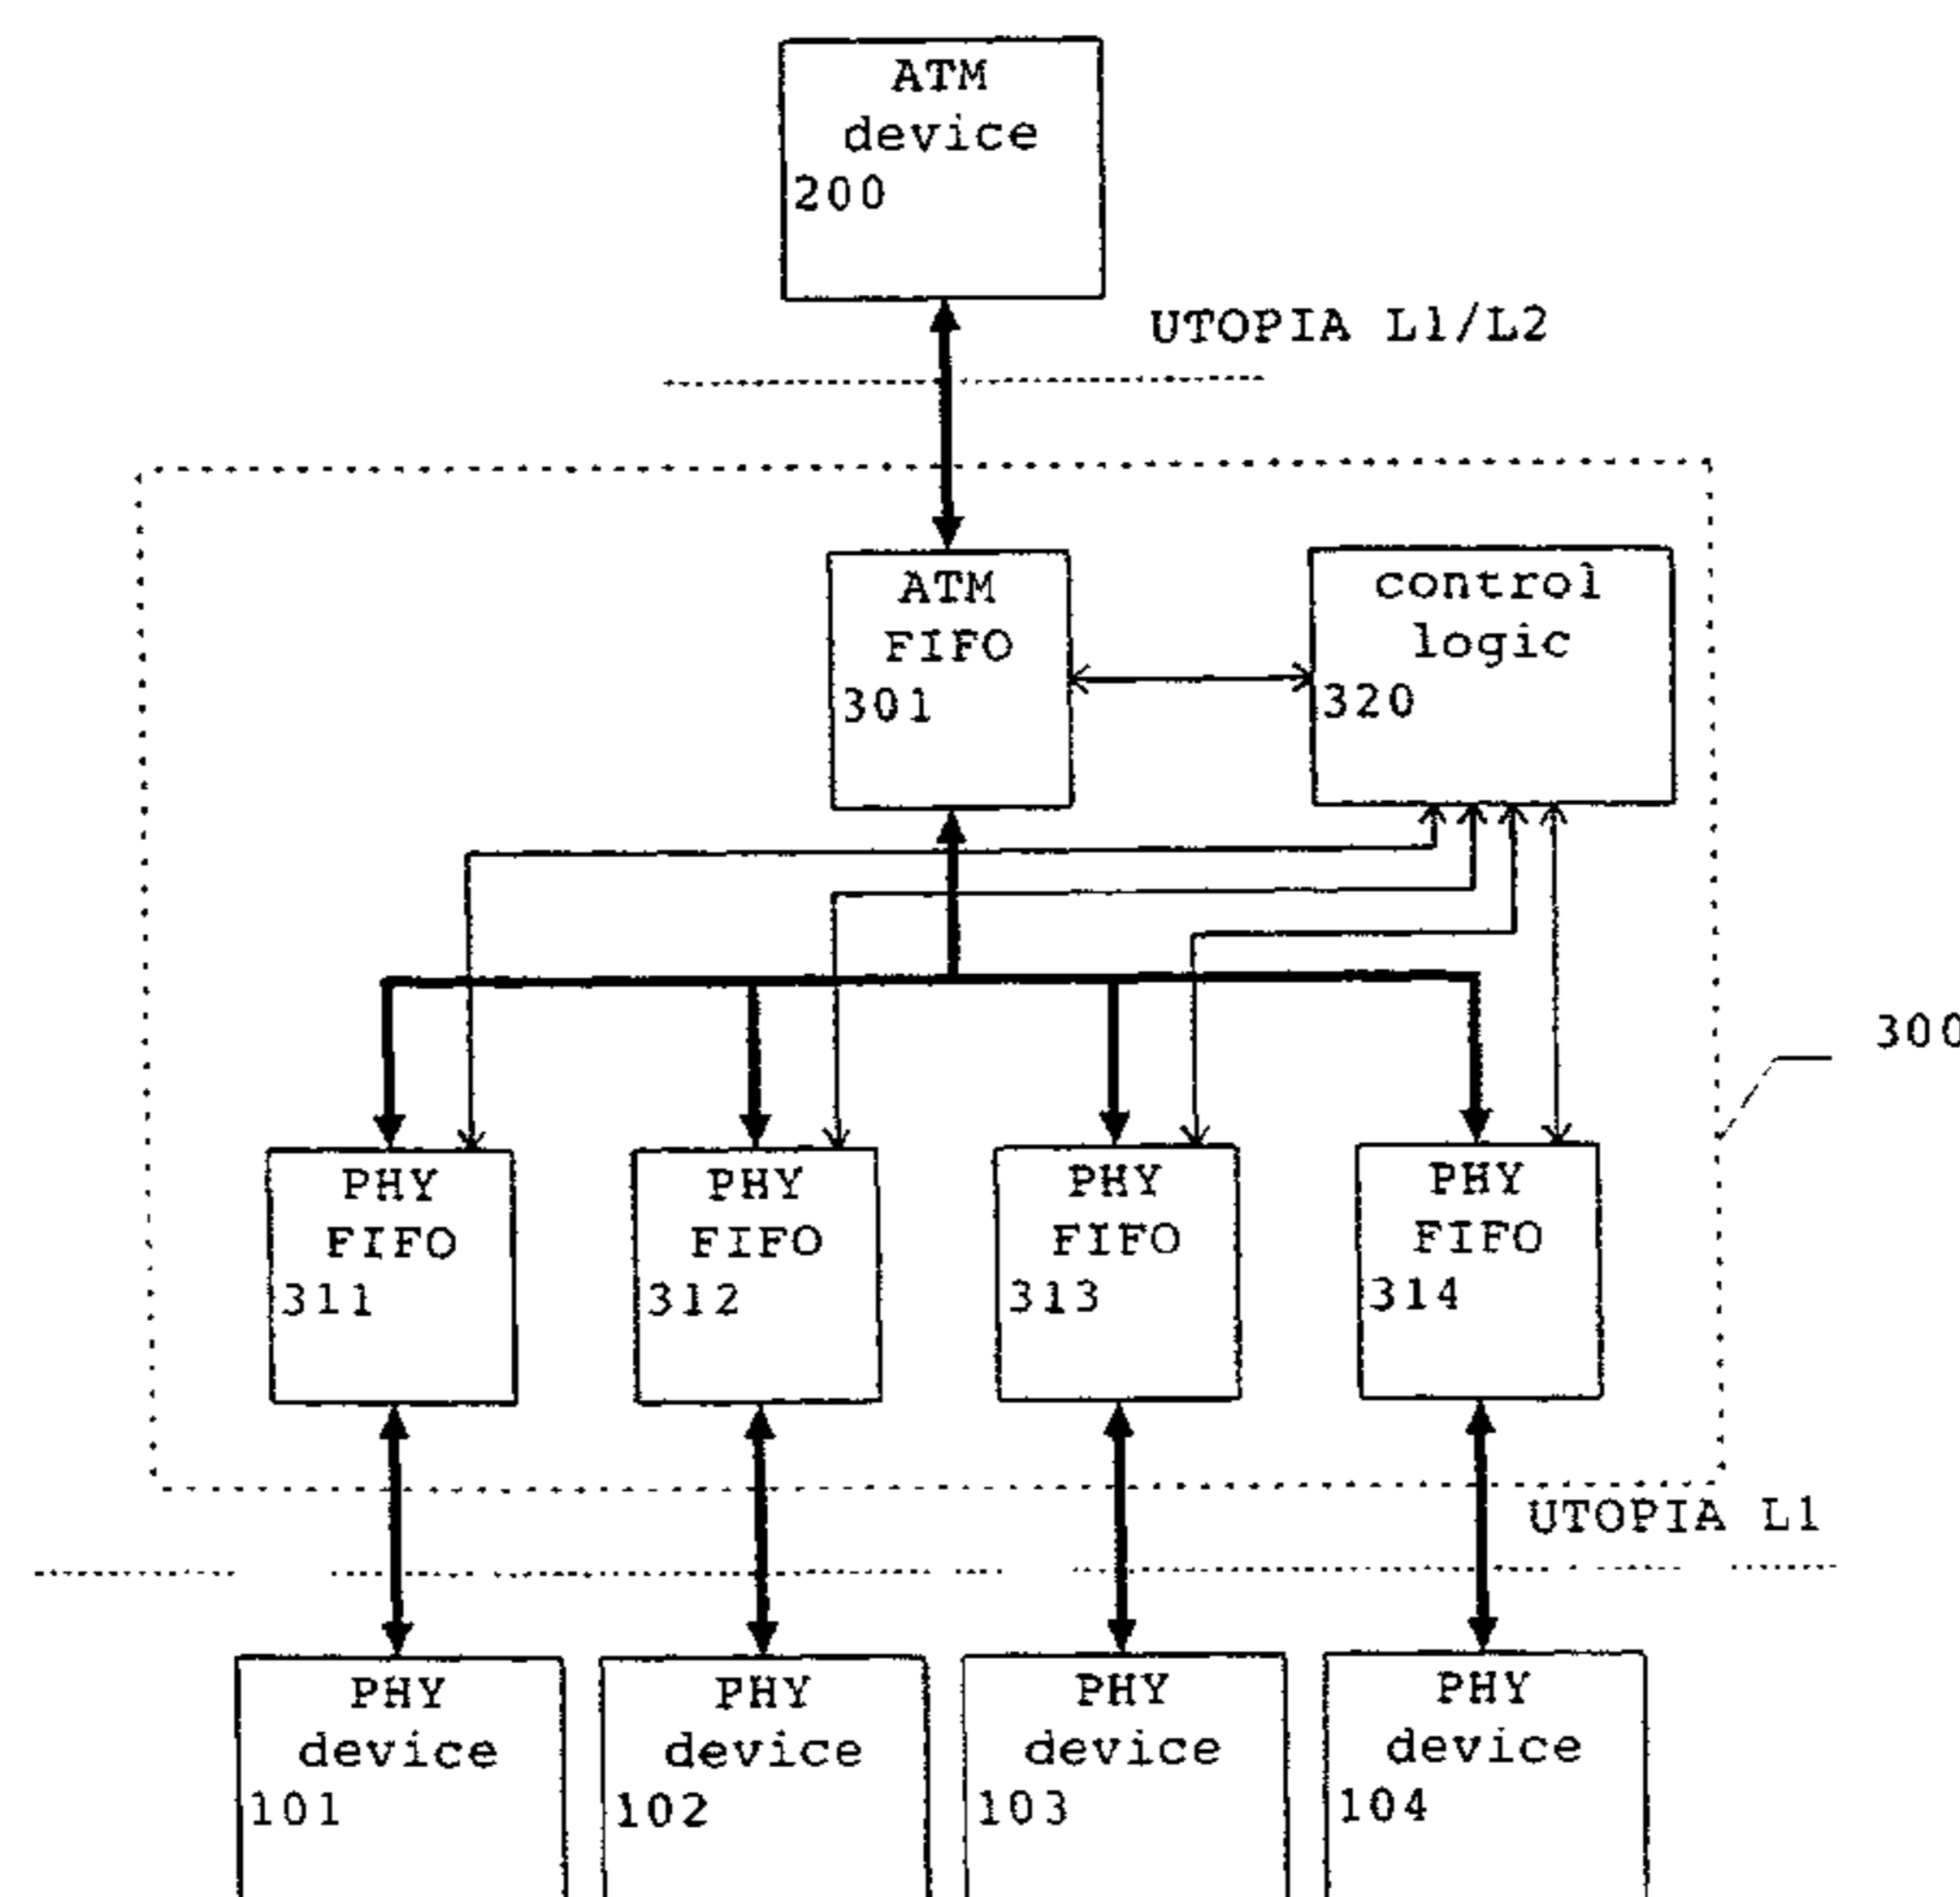 ATM
device
200
UTOPIA L1/L2
ATM
FIFO
301
control
logic
320
300
PHY
FIFO
311
PHY
FIFO
312
PHY
FIFO
313
PHY
FIFO
314
UTOPIA L1
PHY
device
101
PHY
device
102
PHY
device
103
PHY
device
104